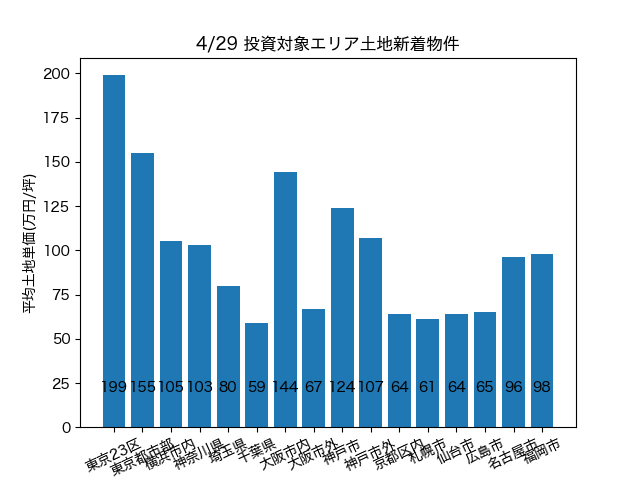 4/29 投資対象エリア土地新着物件
平均土地単価(万円/坪)
200
175
150
125
100
75
50
25
0
199 155 105 103 80 59 144 67 124 107 64 61 64 65 96 98
東京23区
東京都市部
横浜市内
神奈川県
埼玉県
千葉県
大阪市内
大阪市外
神戸市
神戸市外
京都区内
札幌市
仙台市
広島市
名古屋市
福岡市